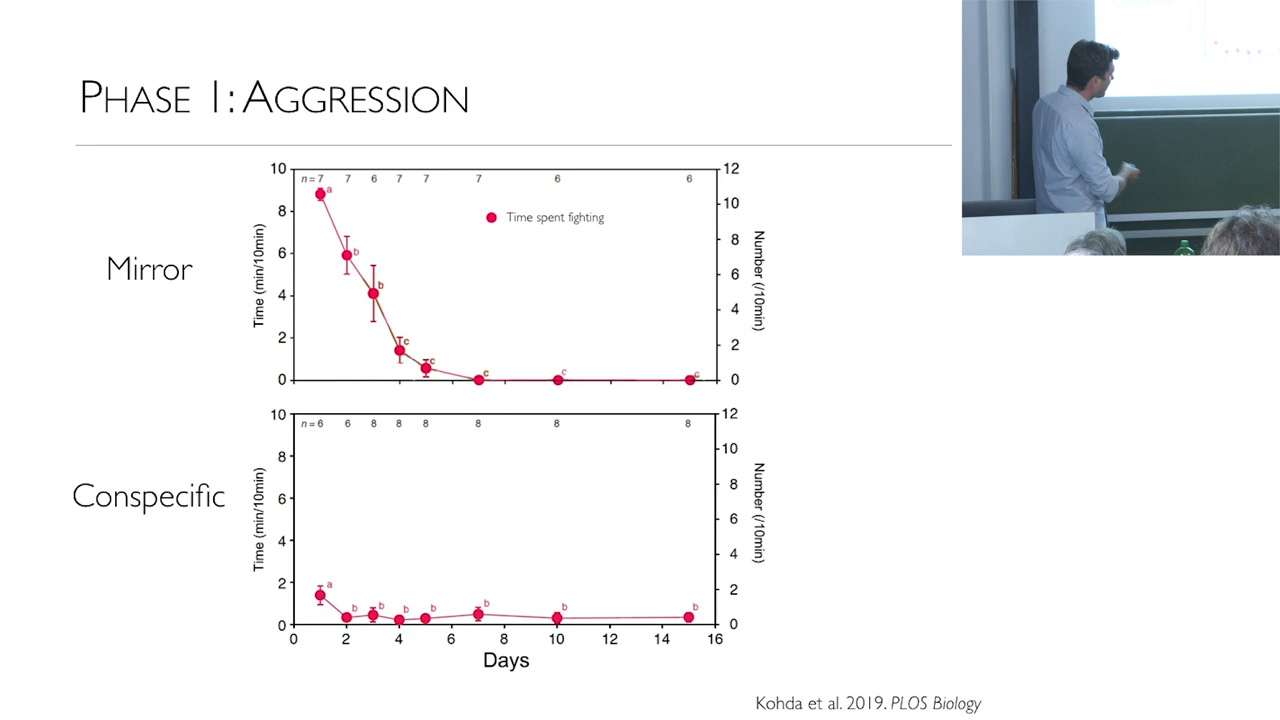 PHASE 1: AGGRESSION
Mirror
10
8
6
4
2
0
Time (min/10min)
n = 7 7 6 7 7 7 6 6
a
b
b
c
c
c
c
c
Time spent fighting
12
10
8
6
4
2
0
Number (/10min)
Conspecific
10
8
6
4
2
0
Time (min/10min)
n = 6 6 8 8 8 8 8 8
a
b
b
b
b
b
b
b
12
10
8
6
4
2
0
Number (/10min)
0 2 4 6 8 10 12 14 16
Days
Kohda et al. 2019. PLOS Biology